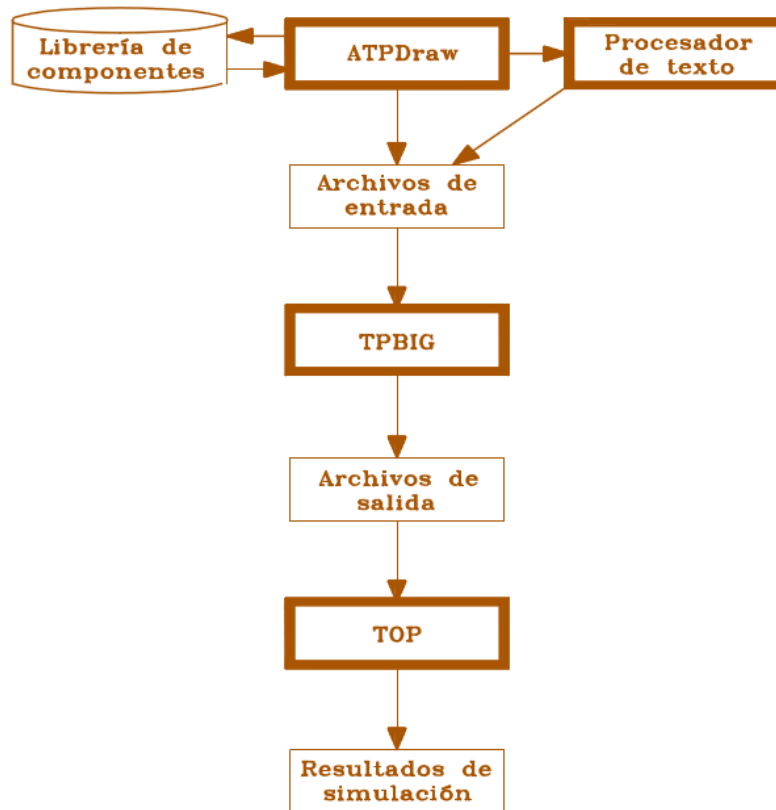 Librería de
componentes
ATPDraw
Procesador
de texto
Archivos de
entrada
TPBIG
Archivos de
salida
TOP
Resultados de
simulación